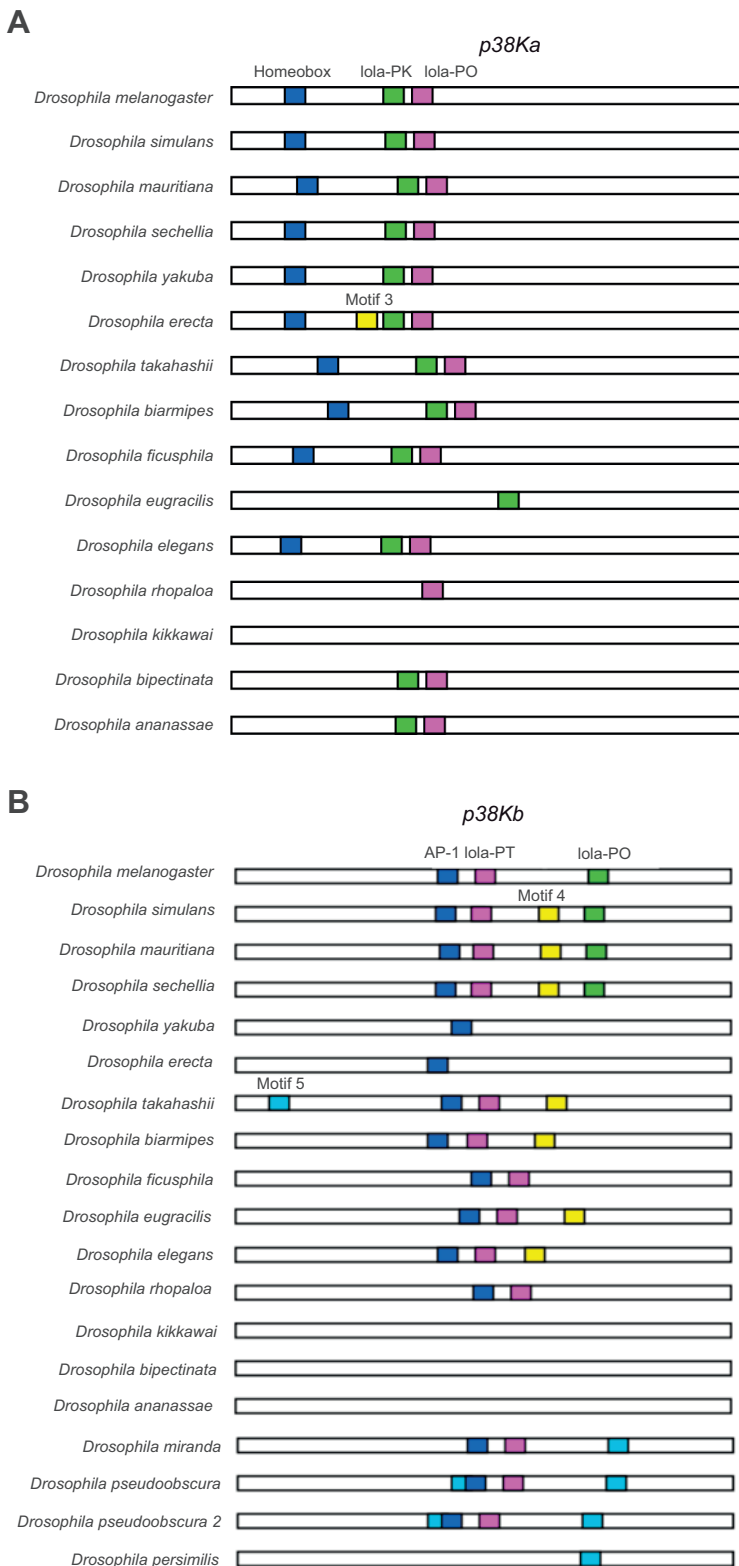 A
p38Ka
Homeobox lola-PK lola-PO
Drosophila melanogaster
Drosophila simulans
Drosophila mauritiana
Drosophila sechellia
Drosophila yakuba
Motif 3
Drosophila erecta
Drosophila takahashii
Drosophila biarmipes
Drosophila ficusphila
Drosophila eugracilis
Drosophila elegans
Drosophila rhopaloa
Drosophila kikkawai
Drosophila bipectinata
Drosophila ananassae
B
p38Kb
AP-1 lola-PT lola-PO
Drosophila melanogaster
Motif 4
Drosophila simulans
Drosophila mauritiana
Drosophila sechellia
Drosophila yakuba
Drosophila erecta
Motif 5
Drosophila takahashii
Drosophila biarmipes
Drosophila ficusphila
Drosophila eugracilis
Drosophila elegans
Drosophila rhopaloa
Drosophila kikkawai
Drosophila bipectinata
Drosophila ananassae
Drosophila miranda
Drosophila pseudoobscura
Drosophila pseudoobscura 2
Drosophila persimilis